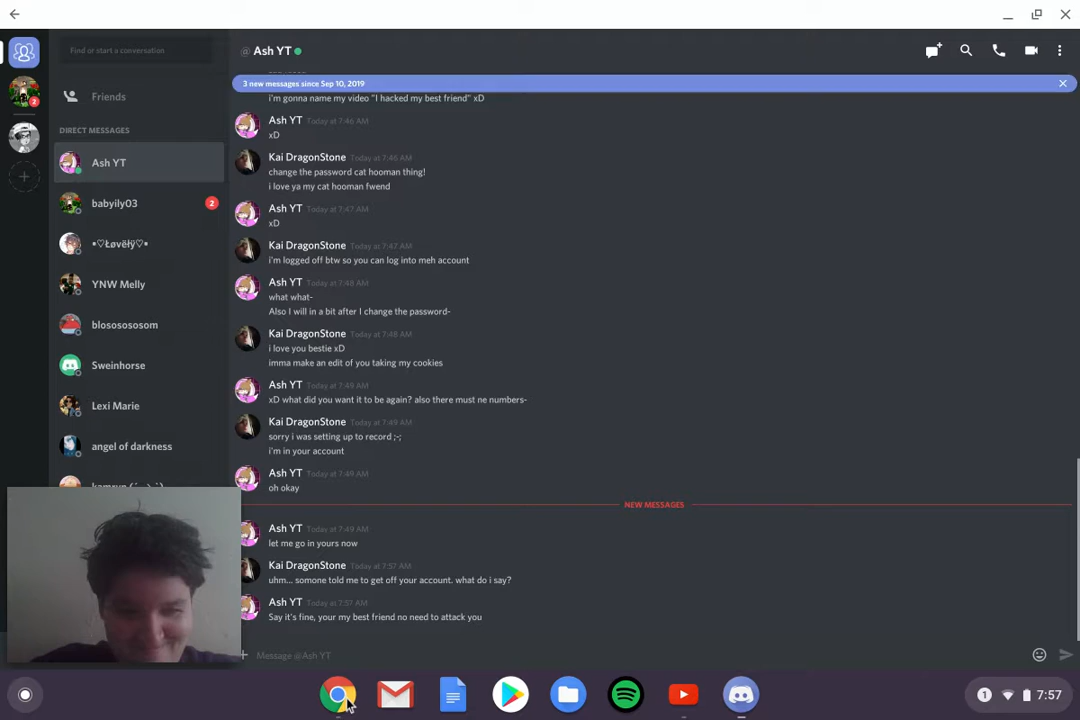 Find or start a conversation
@ Ash YT
3 new messages since Sep 10, 2019
i'm gonna name my video "I hacked my best friend" xD
Friends
DIRECT MESSAGES
Ash YT
babyily03
2
2
•♡Łøvëłÿ♡•
YNW Melly
blososososom
Sweinhorse
Lexi Marie
angel of darkness
Ash YT Today at 7:46 AM
xD
Kai DragonStone Today at 7:46 AM
change the password cat hooman thing!
i love ya my cat hooman fwend
Ash YT Today at 7:47 AM
xD
Kai DragonStone Today at 7:47 AM
i'm logged off btw so you can log into meh account
Ash YT Today at 7:48 AM
what what-
Also I will in a bit after I change the password-
Kai DragonStone Today at 7:48 AM
i love you bestie xD
imma make an edit of you taking my cookies
Ash YT Today at 7:49 AM
xD what did you want it to be again? also there must ne numbers-
Kai DragonStone Today at 7:49 AM
sorry i was setting up to record ;-;
i'm in your account
Ash YT Today at 7:49 AM
oh okay
NEW MESSAGES
Ash YT Today at 7:49 AM
let me go in yours now
Kai DragonStone Today at 7:57 AM
uhm... somone told me to get off your account. what do i say?
Ash YT Today at 7:57 AM
Say it's fine, your my best friend no need to attack you
Message @Ash YT
1
7:57